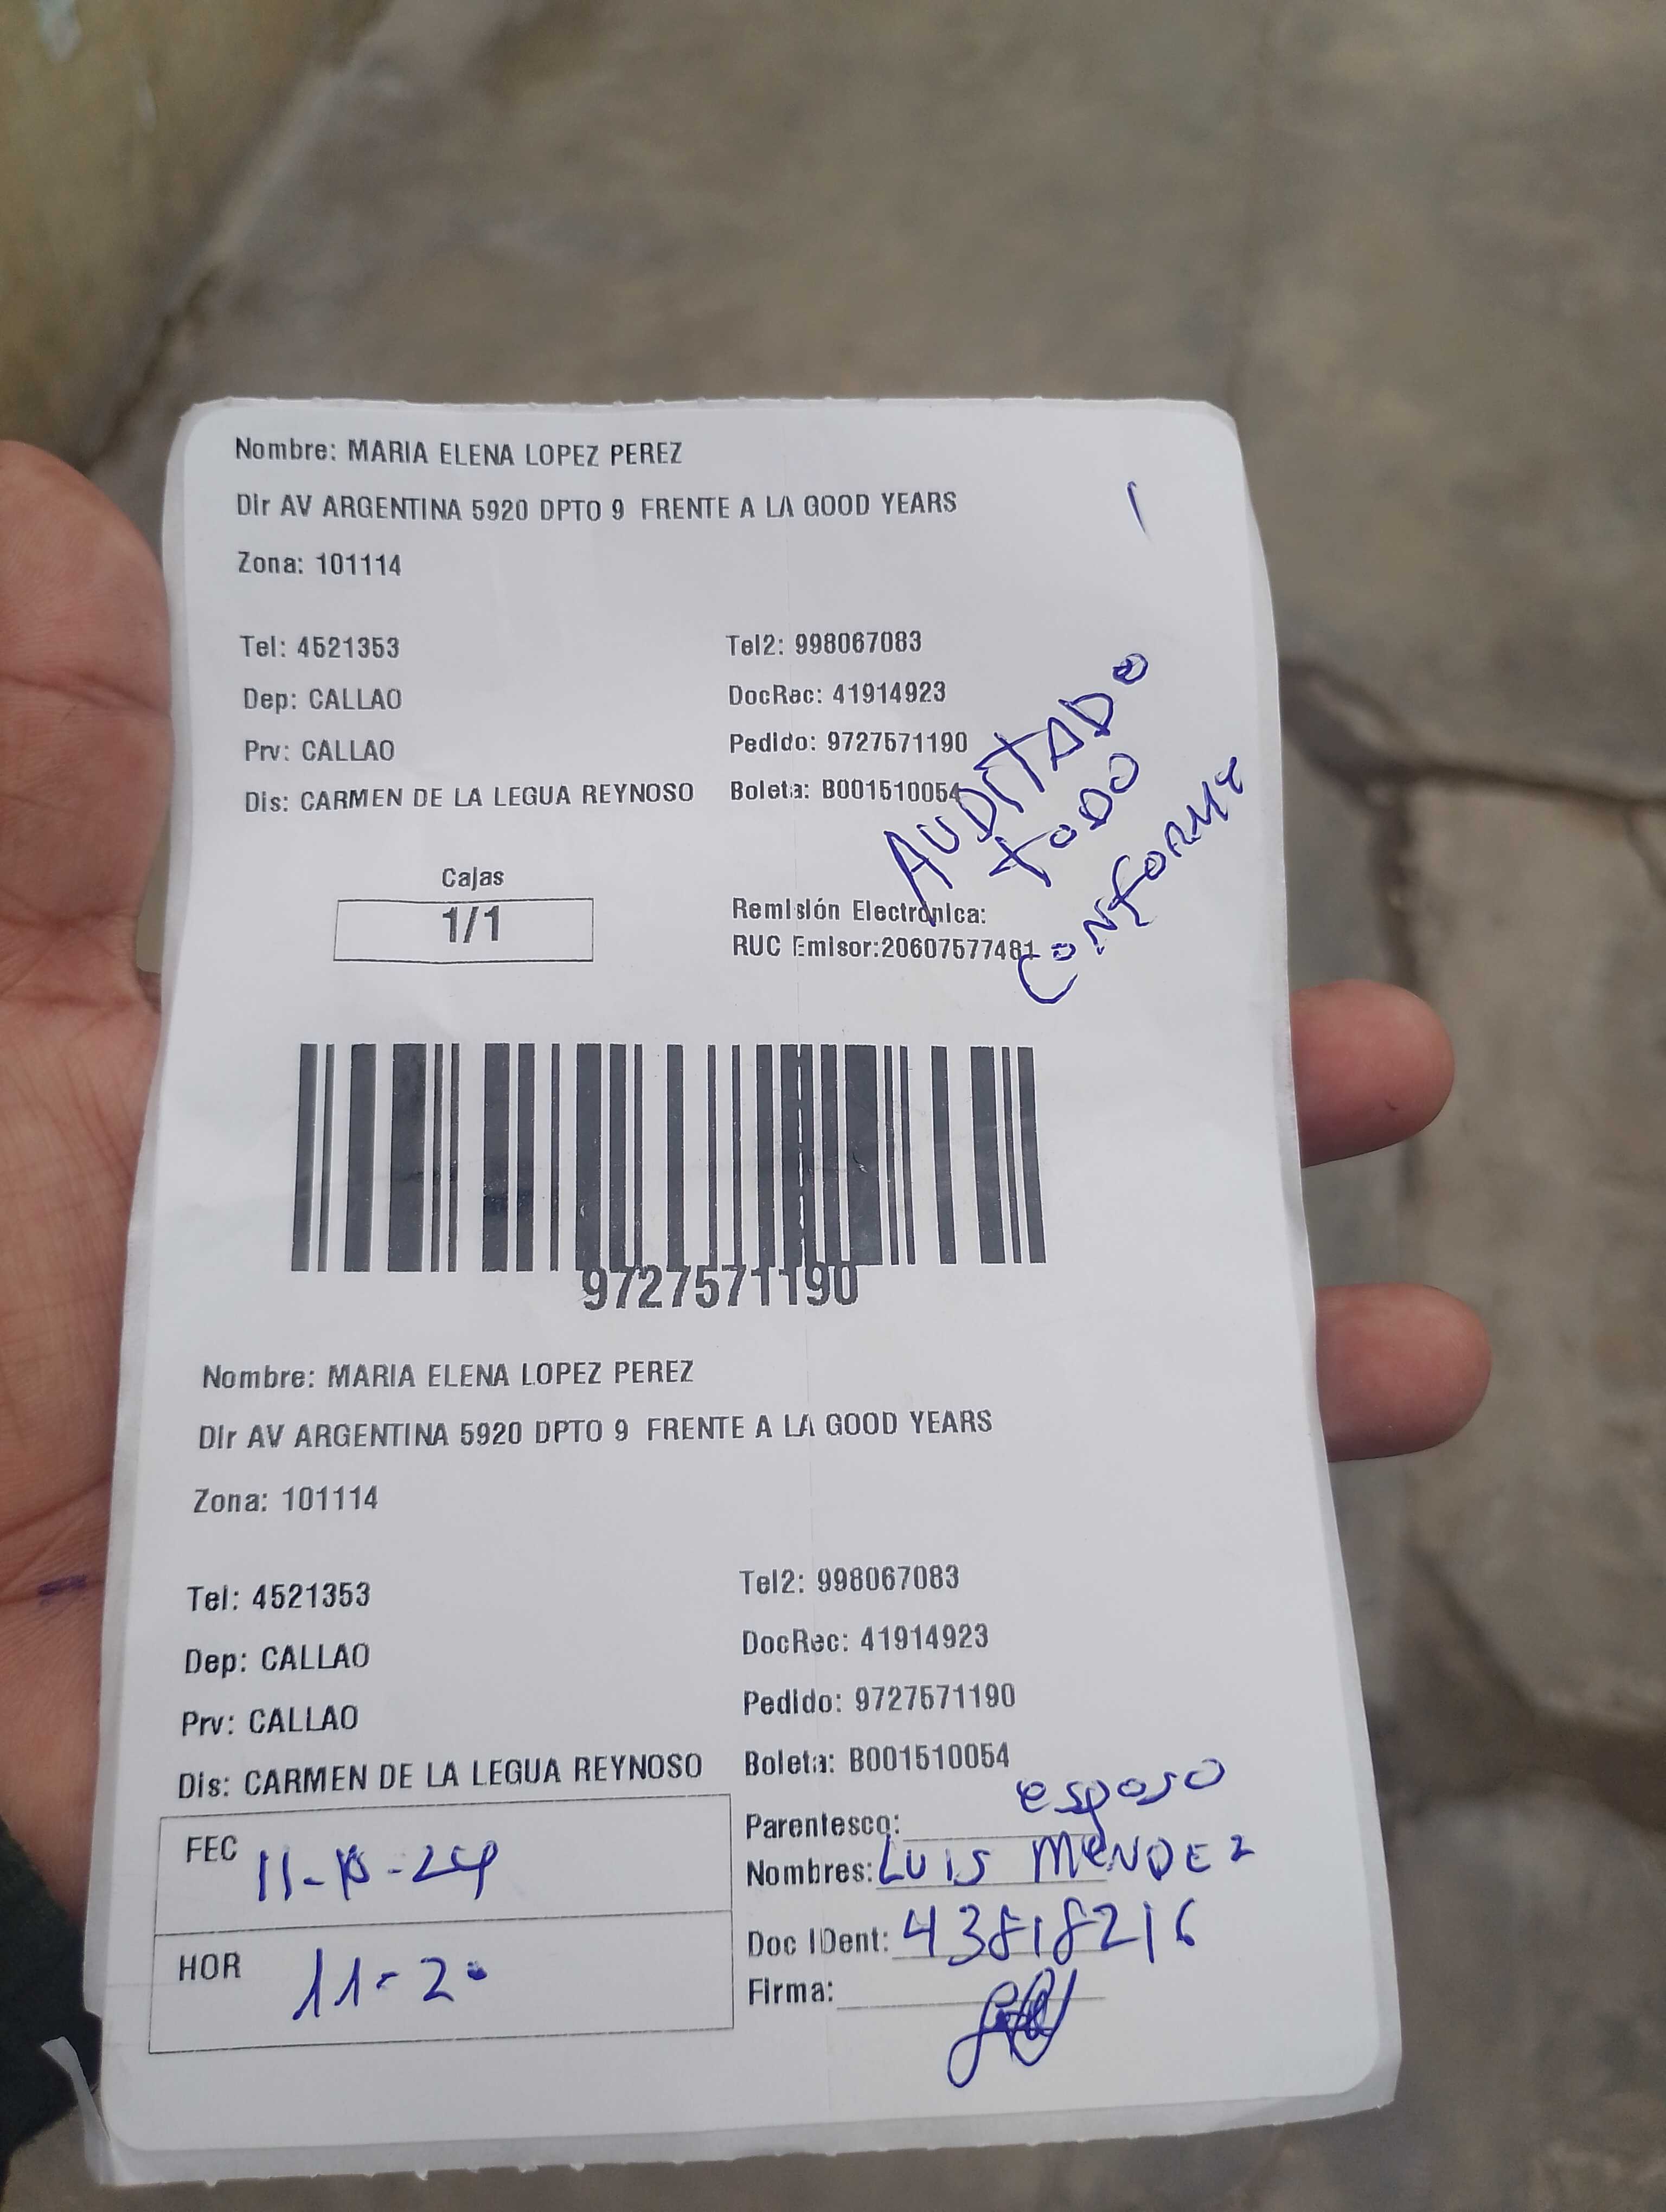 Nombre: MARIA ELENA LOPEZ PEREZ
Dir AV ARGENTINA 5920 DPTO 9 FRENTE A LA GOOD YEARS
Zona: 101114
Tel: 4521353 Tel2: 998067083
Dep: CALLAO DocRec: 41914923
Prv: CALLAO Pedido: 9727571190
Dis: CARMEN DE LA LEGUA REYNOSO Boleta: B001510054
AUDITADO
TODO
CONFORME
Cajas
1/1
Remisión Electrónica:
RUC Emisor:20607577481
9727571190
Nombre: MARIA ELENA LOPEZ PEREZ
Dir AV ARGENTINA 5920 DPTO 9 FRENTE A LA GOOD YEARS
Zona: 101114
Tel: 4521353 Tel2: 998067083
Dep: CALLAO DocRec: 41914923
Prv: CALLAO Pedido: 9727571190
Dis: CARMEN DE LA LEGUA REYNOSO Boleta: B001510054
Parentesco: esposo
FEC 11-10-24
Nombres: LUIS MENDEZ
Doc IDent: 43818216
HOR 11-20
Firma: